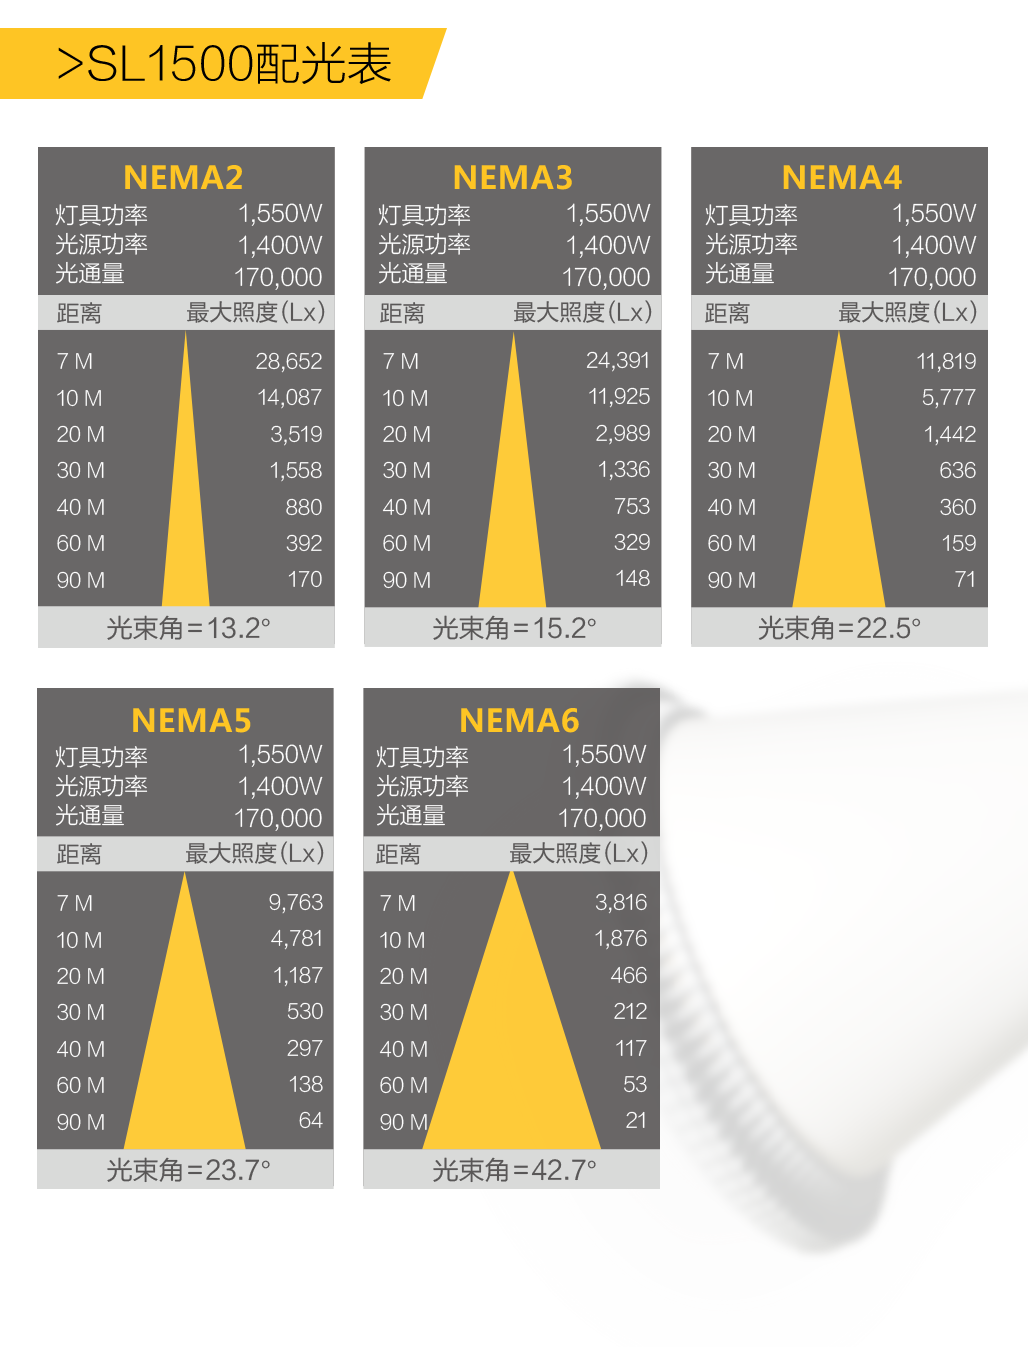 >SL1500配光表
NEMA2
灯具功率 1,550W
光源功率 1,400W
光通量 170,000
距离 最大照度(Lx)
7 M 28,652
10 M 14,087
20 M 3,519
30 M 1,558
40 M 880
60 M 392
90 M 170
光束角=13.2°
NEMA3
灯具功率 1,550W
光源功率 1,400W
光通量 170,000
距离 最大照度(Lx)
7 M 24,391
10 M 11,925
20 M 2,989
30 M 1,336
40 M 753
60 M 329
90 M 148
光束角=15.2°
NEMA4
灯具功率 1,550W
光源功率 1,400W
光通量 170,000
距离 最大照度(Lx)
7 M 11,819
10 M 5,777
20 M 1,442
30 M 636
40 M 360
60 M 159
90 M 71
光束角=22.5°
NEMA5
灯具功率 1,550W
光源功率 1,400W
光通量 170,000
距离 最大照度(Lx)
7 M 9,763
10 M 4,781
20 M 1,187
30 M 530
40 M 297
60 M 138
90 M 64
光束角=23.7°
NEMA6
灯具功率 1,550W
光源功率 1,400W
光通量 170,000
距离 最大照度(Lx)
7 M 3,816
10 M 1,876
20 M 466
30 M 212
40 M 117
60 M 53
90 M 21
光束角=42.7°